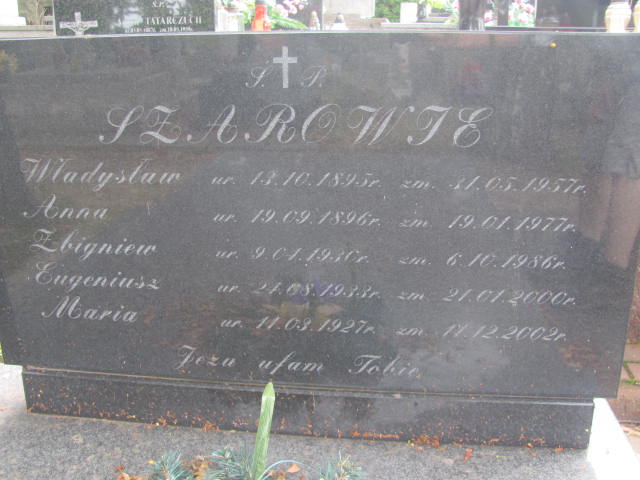 Ś.P.
TATARCZUCH
Ś. P.
SZAROWIE
Władysław ur. 13.10.1895r. zm. 31.05.1957r.
Anna ur. 19.09.1896r. zm. 19.01.1977r.
Zbigniew ur. 9.04.1930r. zm. 6.10.1986r.
Eugeniusz ur. 24.08.1933r. zm. 21.01.2000r.
Maria ur. 11.03.1927r. zm. 17.12.2002r.
Jezu ufam Tobie